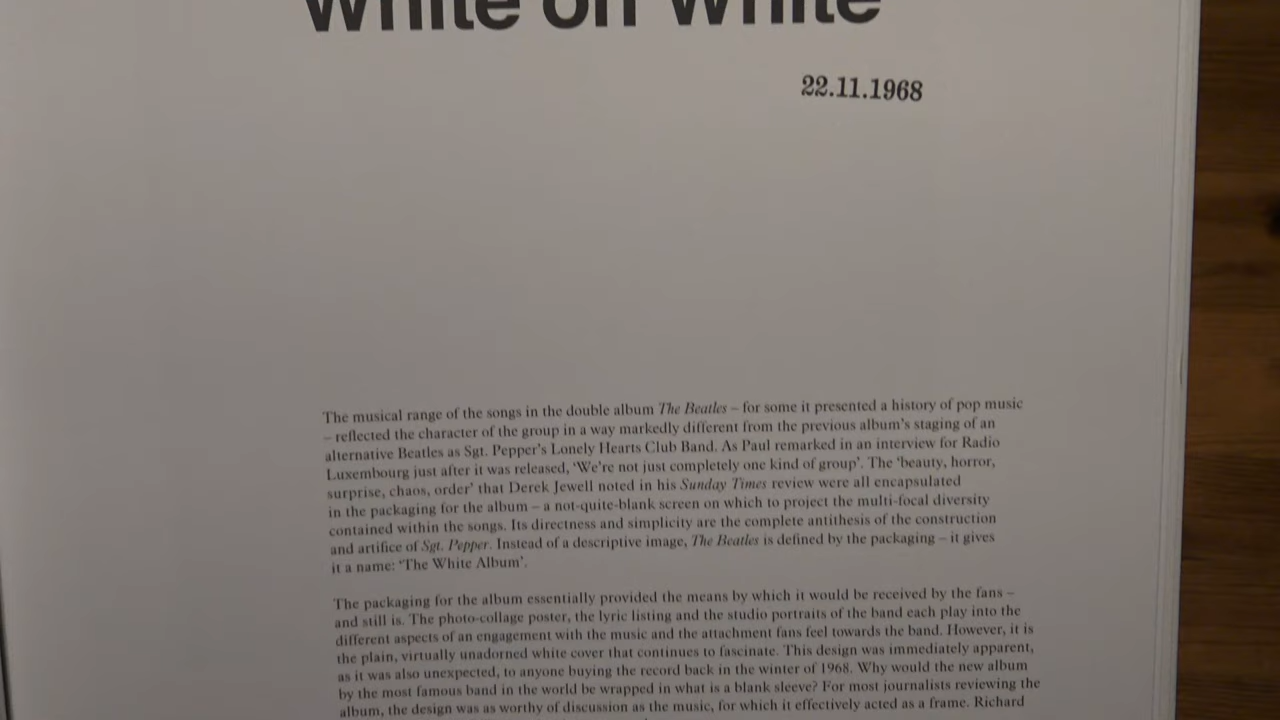 White on White
22.11.1968
The musical range of the songs in the double album The Beatles – for some it presented a history of pop music
– reflected the character of the group in a way markedly different from the previous album's staging of an
alternative Beatles as Sgt. Pepper's Lonely Hearts Club Band. As Paul remarked in an interview for Radio
Luxembourg just after it was released, 'We're not just completely one kind of group'. The 'beauty, horror,
surprise, chaos, order' that Derek Jewell noted in his Sunday Times review were all encapsulated
in the packaging for the album – a not-quite-blank screen on which to project the multi-focal diversity
contained within the songs. Its directness and simplicity are the complete antithesis of the construction
and artifice of Sgt. Pepper. Instead of a descriptive image, The Beatles is defined by the packaging – it gives
it a name: 'The White Album'.
The packaging for the album essentially provided the means by which it would be received by the fans –
and still is. The photo-collage poster, the lyric listing and the studio portraits of the band each play into the
different aspects of an engagement with the music and the attachment fans feel towards the band. However, it is
the plain, virtually unadorned white cover that continues to fascinate. This design was immediately apparent,
as it was also unexpected, to anyone buying the record back in the winter of 1968. Why would the new album
by the most famous band in the world be wrapped in what is a blank sleeve? For most journalists reviewing the
album, the design was as worthy of discussion as the music, for which it effectively acted as a frame. Richard